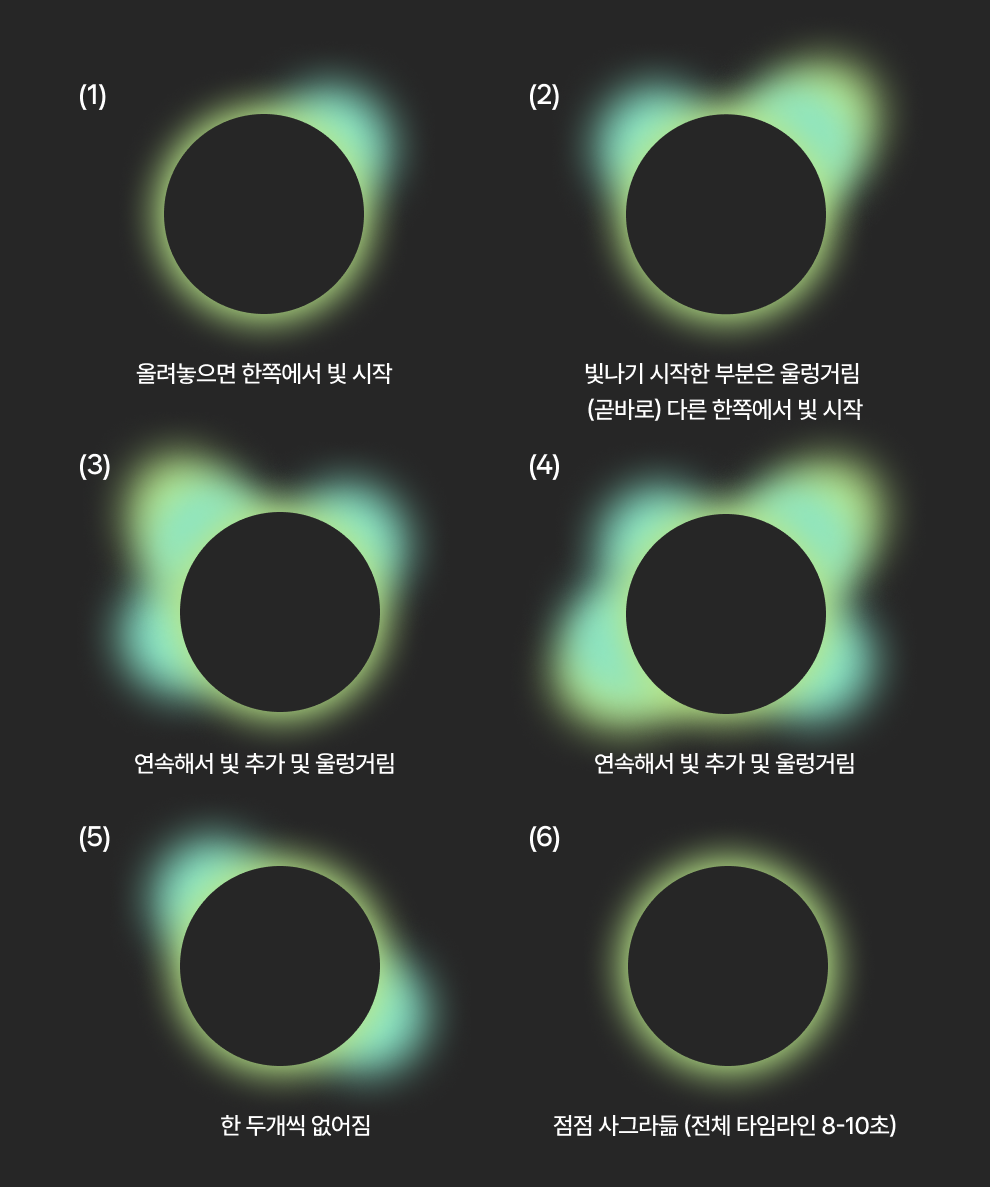 (1)
올려놓으면 한쪽에서 빛 시작
(2)
빛나기 시작한 부분은 울렁거림
(곧바로) 다른 한쪽에서 빛 시작
(3)
연속해서 빛 추가 및 울렁거림
(4)
연속해서 빛 추가 및 울렁거림
(5)
한 두개씩 없어짐
(6)
점점 사그라듦 (전체 타임라인 8-10초)